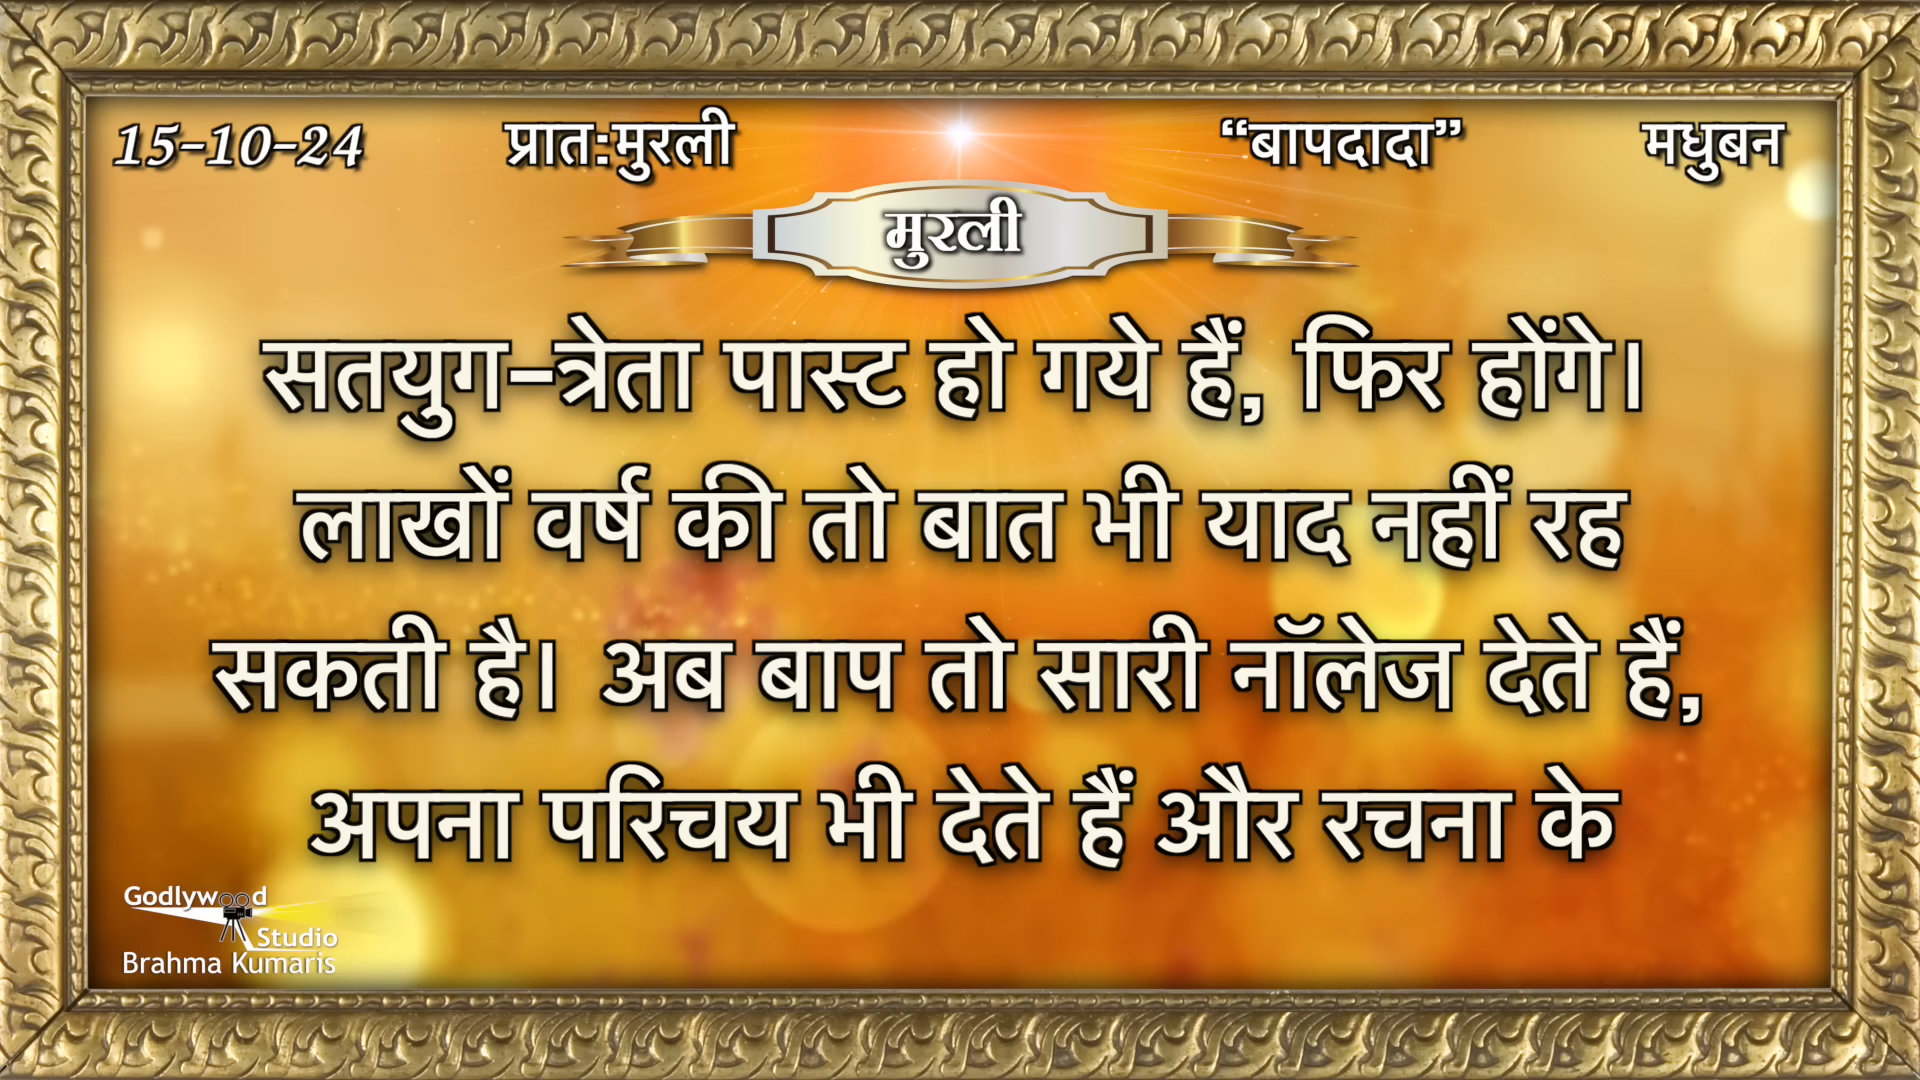 15-10-24 प्रात:मुरली “बापदादा” मधुबन
मुरली
सतयुग-त्रेता पास्ट हो गये हैं, फिर होंगे।
लाखों वर्ष की तो बात भी याद नहीं रह
सकती है। अब बाप तो सारी नॉलेज देते हैं,
अपना परिचय भी देते हैं और रचना के
Godlywood
Studio
Brahma Kumaris